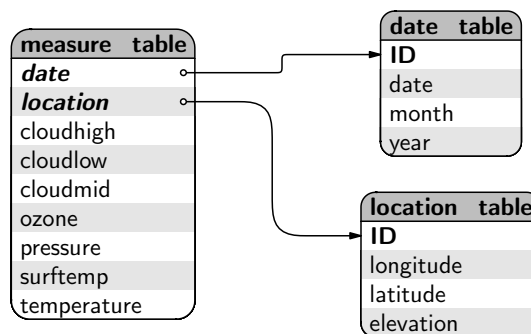 measure table
date
location
cloudhigh
cloudlow
cloudmid
ozone
pressure
surftemp
temperature
date table
ID
date
month
year
location table
ID
longitude
latitude
elevation